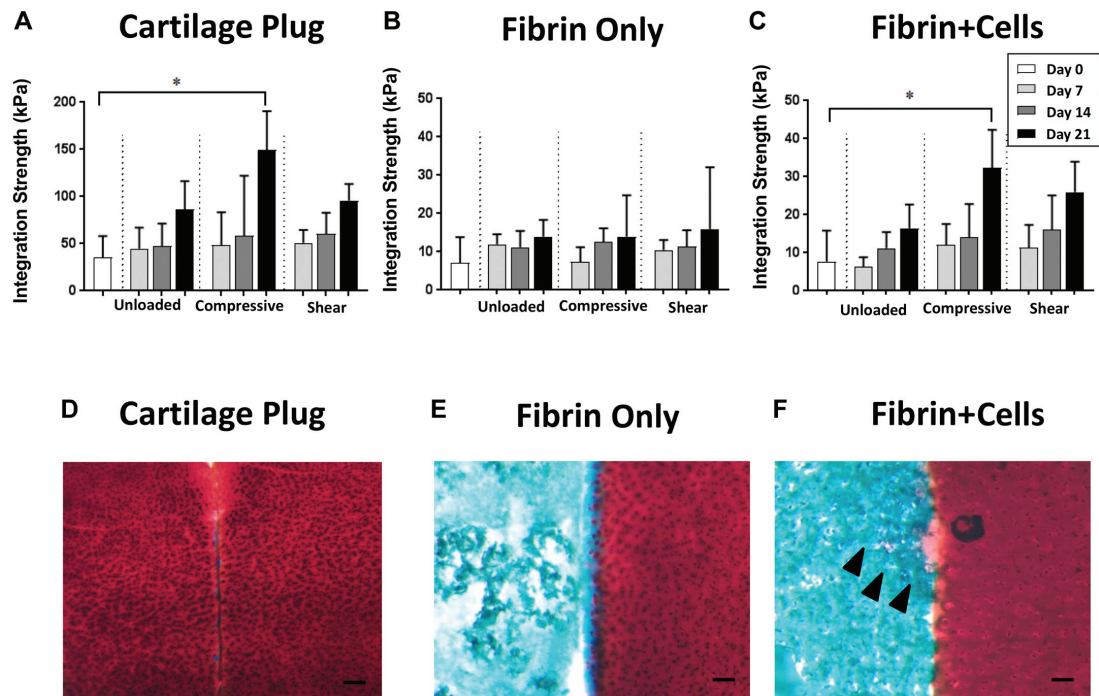 A Cartilage Plug
Integration Strength (kPa)
200
150
100
50
0
*
Unloaded Compressive Shear
B Fibrin Only
Integration Strength (kPa)
50
40
30
20
10
0
Unloaded Compressive Shear
C Fibrin+Cells
Integration Strength (kPa)
50
40
30
20
10
0
*
Unloaded Compressive Shear
Day 0
Day 7
Day 14
Day 21
D Cartilage Plug
E Fibrin Only
F Fibrin+Cells